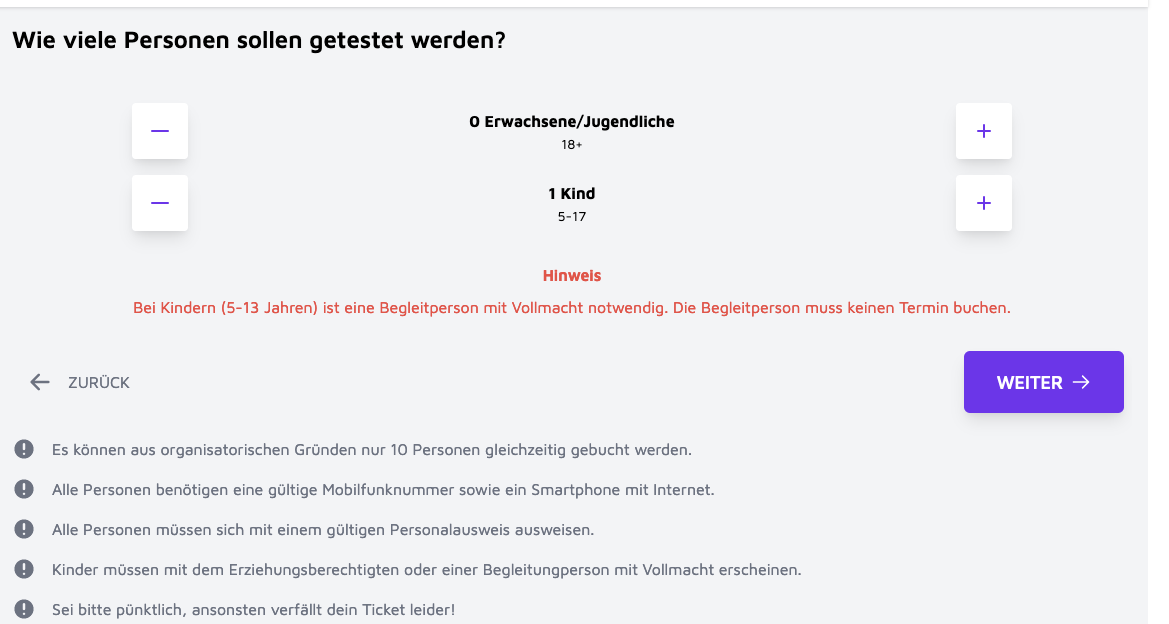 Wie viele Personen sollen getestet werden?
0 Erwachsene/Jugendliche
18+
1 Kind
5-17
Hinweis
Bei Kindern (5-13 Jahren) ist eine Begleitperson mit Vollmacht notwendig. Die Begleitperson muss keinen Termin buchen.
ZURÜCK
WEITER
Es können aus organisatorischen Gründen nur 10 Personen gleichzeitig gebucht werden.
Alle Personen benötigen eine gültige Mobilfunknummer sowie ein Smartphone mit Internet.
Alle Personen müssen sich mit einem gültigen Personalausweis ausweisen.
Kinder müssen mit dem Erziehungsberechtigten oder einer Begleitungperson mit Vollmacht erscheinen.
Sei bitte pünktlich, ansonsten verfällt dein Ticket leider!